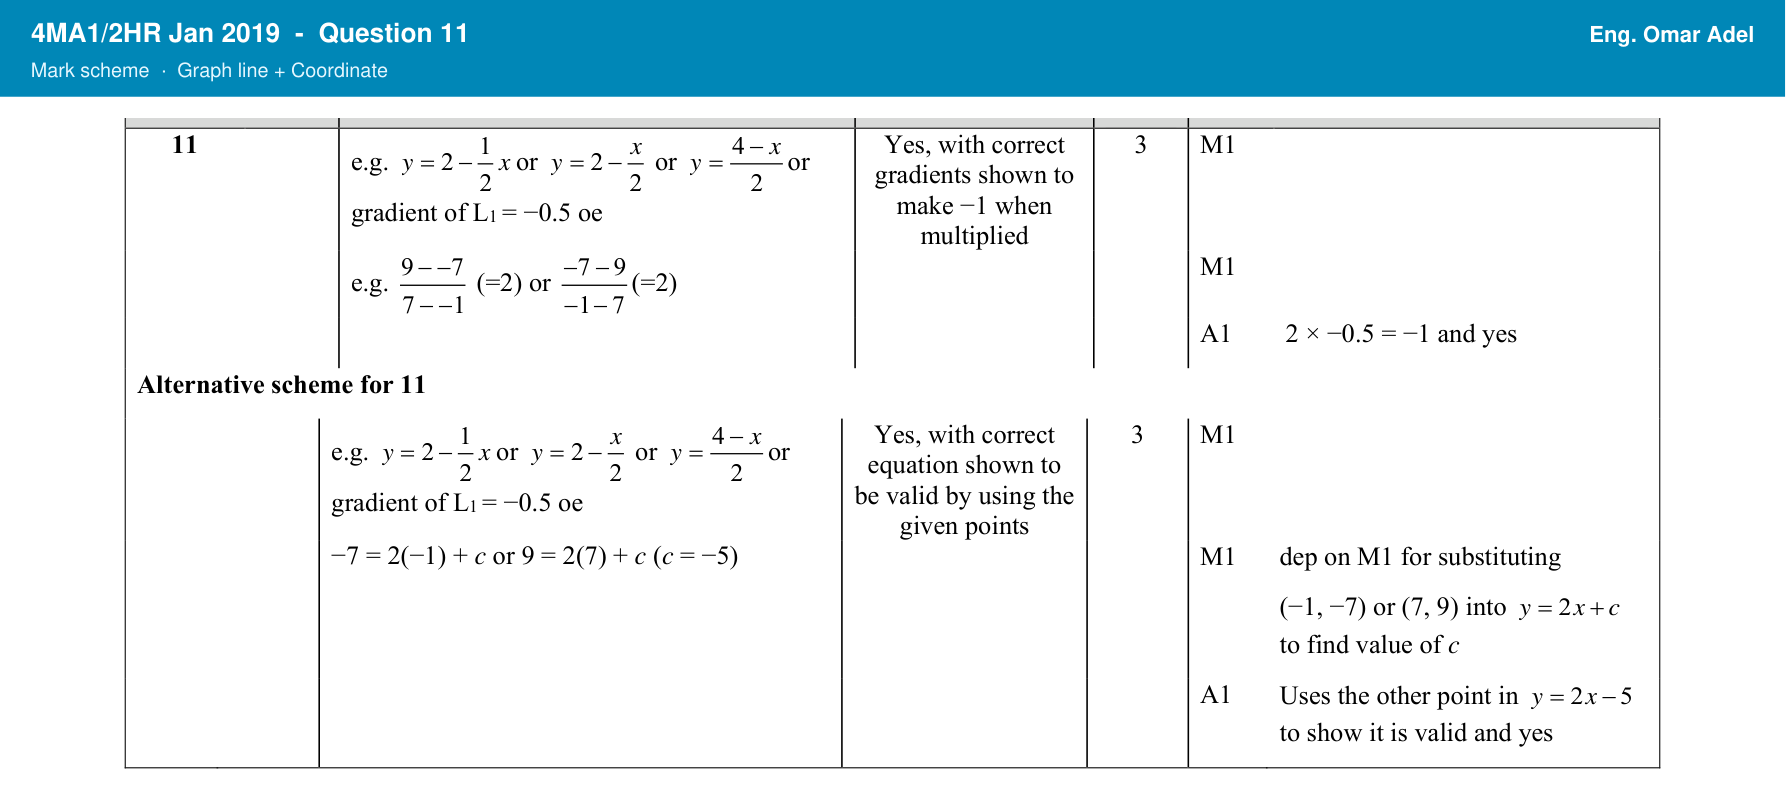 4MA1/2HR Jan 2019 - Question 11
Eng. Omar Adel
Mark scheme · Graph line + Coordinate
11
e.g. y = 2 − 1/2 x or y = 2 − x/2 or y = (4 − x)/2 or
gradient of L₁ = −0.5 oe
e.g. (9 − −7)/(7 − −1) (=2) or (−7 − 9)/(−1 − 7) (=2)
Yes, with correct
gradients shown to
make −1 when
multiplied
3
M1
M1
A1 2 × −0.5 = −1 and yes
Alternative scheme for 11
e.g. y = 2 − 1/2 x or y = 2 − x/2 or y = (4 − x)/2 or
gradient of L₁ = −0.5 oe
−7 = 2(−1) + c or 9 = 2(7) + c (c = −5)
Yes, with correct
equation shown to
be valid by using the
given points
3
M1
M1 dep on M1 for substituting
(−1, −7) or (7, 9) into y = 2x + c
to find value of c
A1 Uses the other point in y = 2x − 5
to show it is valid and yes